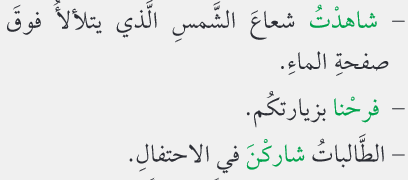 – شاهدْتُ شعاعَ الشَّمسِ الَّذي يتلألأُ فوقَ
صفحةِ الماءِ.
– فرحْنا بزيارتكُم.
– الطَّالباتُ شاركْنَ في الاحتفالِ.